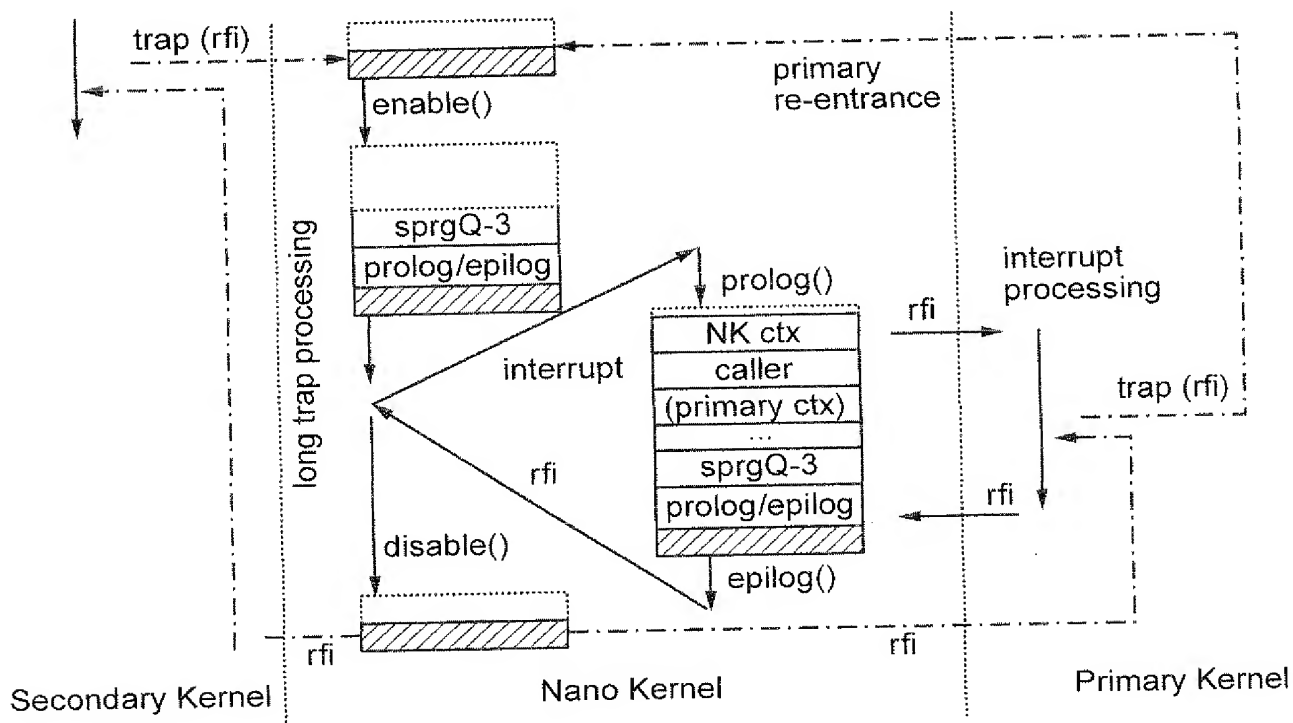 trap (rfi)
primary
re-entrance
enable()
sprgQ-3
prolog/epilog
long trap processing
interrupt
prolog()
NK ctx
caller
(primary ctx)
...
sprgQ-3
prolog/epilog
rfi
interrupt
processing
trap (rfi)
rfi
rfi
disable()
epilog()
rfi
rfi
Secondary Kernel
Nano Kernel
Primary Kernel